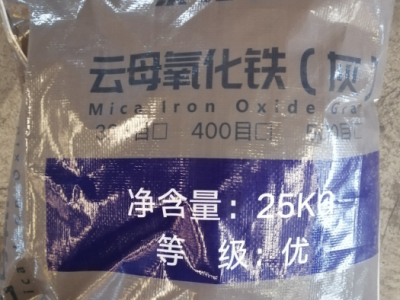 云母氧化铁(灰)
Mica Iron Oxide
400目□
净含量: 25KG
等 级: 优